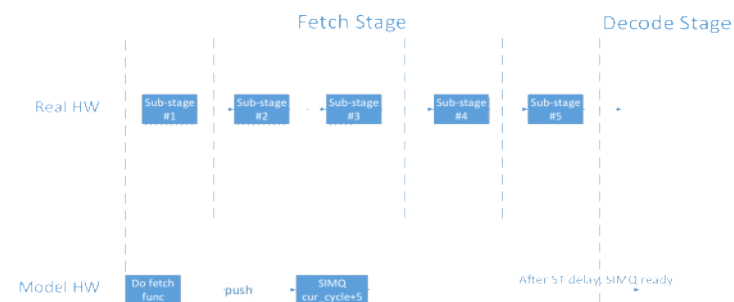 Fetch Stage
Decode Stage
Real HW
Sub-stage
#1
Sub-stage
#2
Sub-stage
#3
Sub-stage
#4
Sub-stage
#5
Model HW
Do fetch
func
push
SIMQ
cur_cycle+5
After 5T delay, SIMQ ready